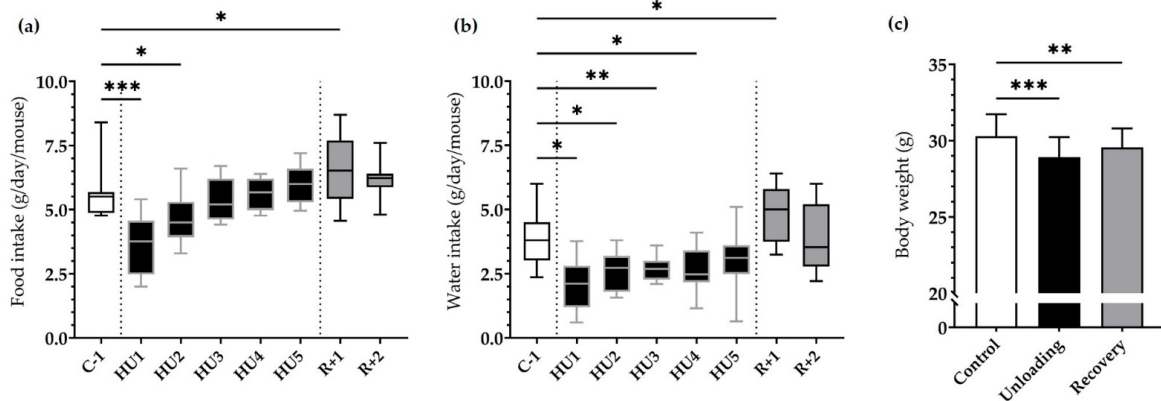 (a)
*
*
***
Food intake (g/day/mouse)
10.0
7.5
5.0
2.5
0.0
C-1 HU1 HU2 HU3 HU4 HU5 R+1 R+2
(b)
*
*
**
*
*
Water intake (g/day/mouse)
10.0
7.5
5.0
2.5
0.0
C-1 HU1 HU2 HU3 HU4 HU5 R+1 R+2
(c)
**
***
Body weight (g)
35
30
25
20
0
Control Unloading Recovery